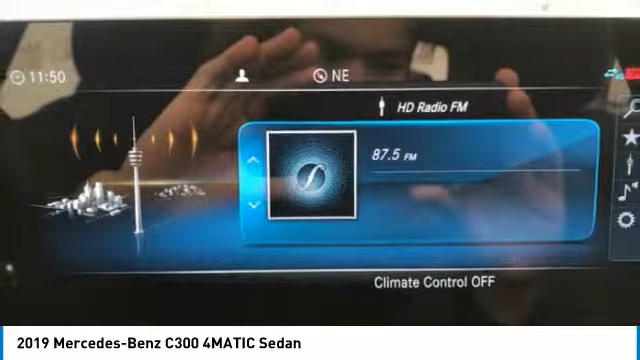 11:50
NE
HD Radio FM
87.5 FM
Climate Control OFF
2019 Mercedes-Benz C300 4MATIC Sedan